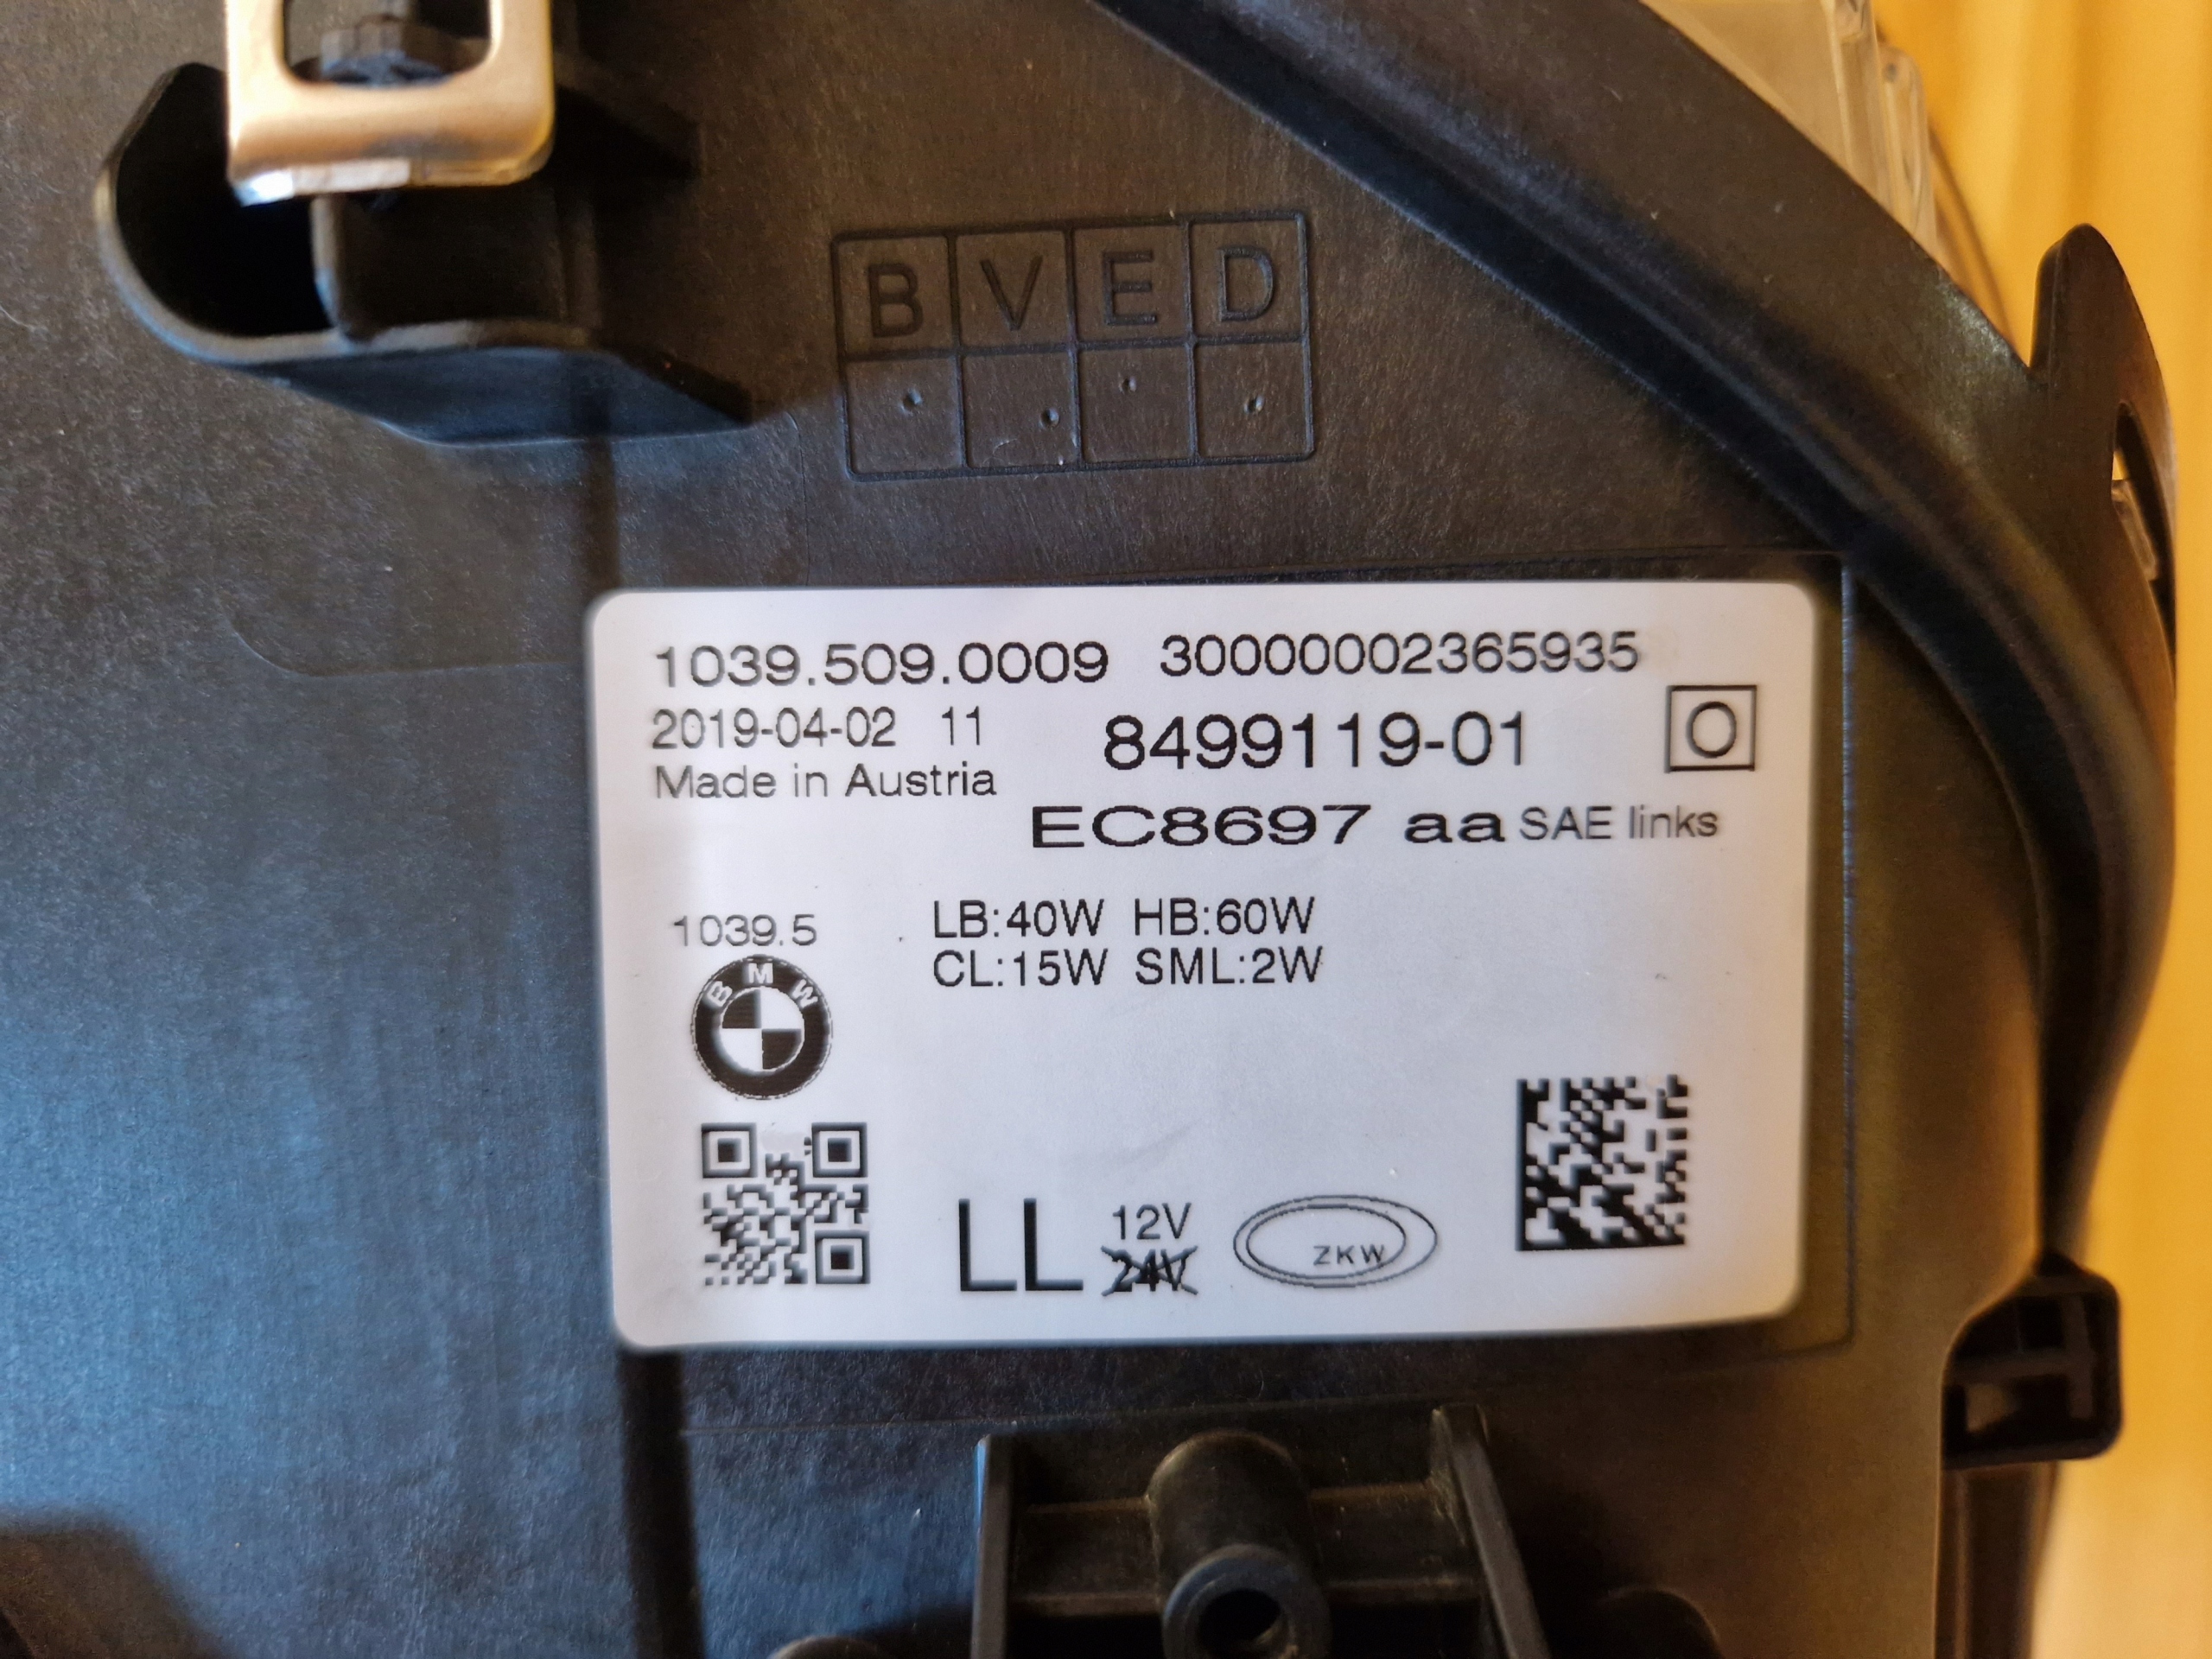 B V E D
1039.509.0009 30000002365935
2019-04-02 11 8499119-01 O
Made in Austria
EC8697 aa SAE links
1039.5 LB:40W HB:60W
CL:15W SML:2W
BMW
LL 12V
24V
ZKW